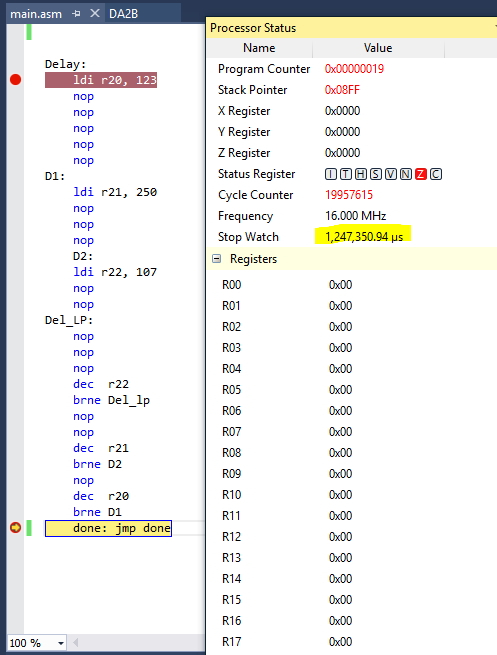 main.asm
DA2B
Delay:
ldi r20, 123
nop
nop
nop
nop
nop
D1:
ldi r21, 250
nop
nop
nop
D2:
ldi r22, 107
nop
nop
Del_LP:
nop
nop
nop
dec r22
brne Del_lp
nop
nop
dec r21
brne D2
nop
dec r20
brne D1
done: jmp done
100 %
Processor Status
Name Value
Program Counter 0x00000019
Stack Pointer 0x08FF
X Register 0x0000
Y Register 0x0000
Z Register 0x0000
Status Register I T H S V N Z C
Cycle Counter 19957615
Frequency 16.000 MHz
Stop Watch 1,247,350.94 µs
Registers
R00 0x00
R01 0x00
R02 0x00
R03 0x00
R04 0x00
R05 0x00
R06 0x00
R07 0x00
R08 0x00
R09 0x00
R10 0x00
R11 0x00
R12 0x00
R13 0x00
R14 0x00
R15 0x00
R16 0x00
R17 0x00